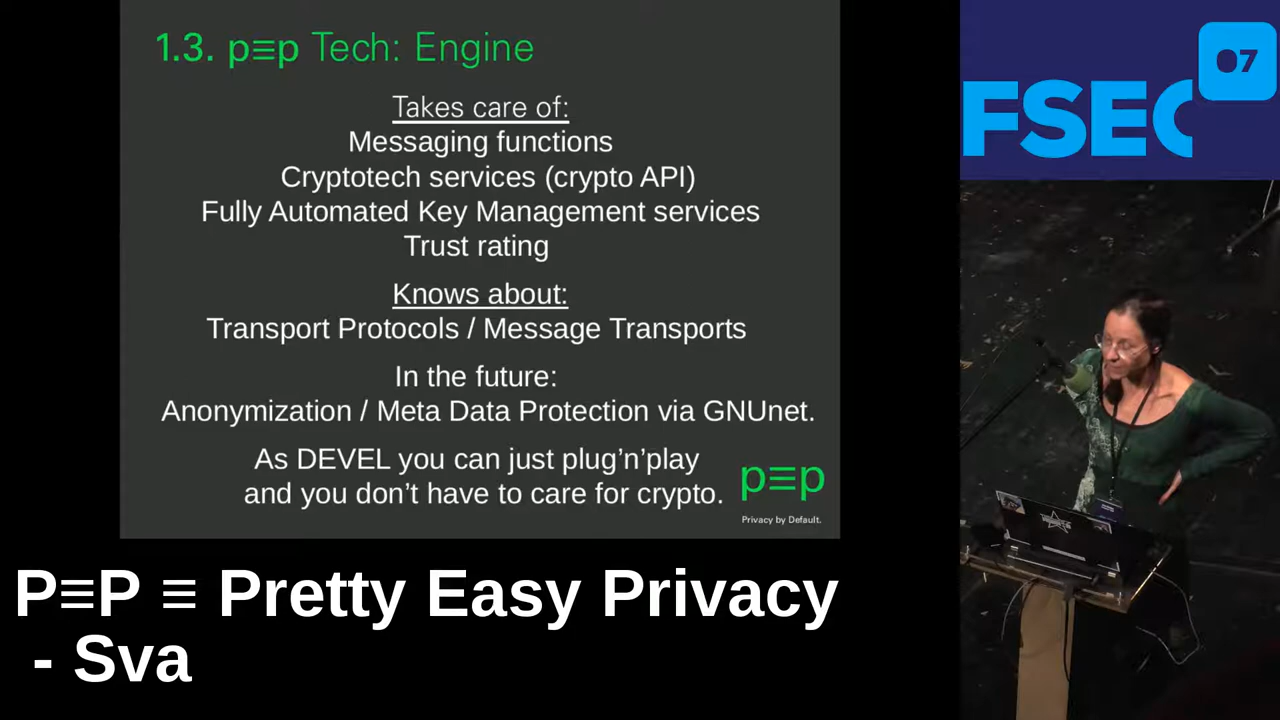 1.3. p≡p Tech: Engine
Takes care of:
Messaging functions
Cryptotech services (crypto API)
Fully Automated Key Management services
Trust rating
Knows about:
Transport Protocols / Message Transports
In the future:
Anonymization / Meta Data Protection via GNUnet.
As DEVEL you can just plug’n’play
and you don’t have to care for crypto.
p≡p
Privacy by Default.
FSEC 07
P≡P ≡ Pretty Easy Privacy
- Sva